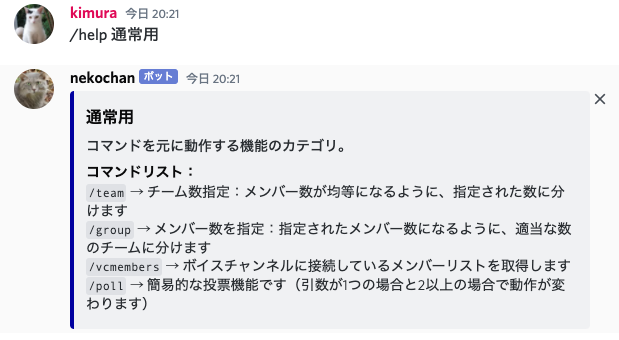 kimura 今日 20:21
/help 通常用
nekochan ボット 今日 20:21
通常用
コマンドを元に動作する機能のカテゴリ。
コマンドリスト：
/team → チーム数指定：メンバー数が均等になるように、指定された数に分
けます
/group → メンバー数を指定：指定されたメンバー数になるように、適当な数
のチームに分けます
/vcmembers → ボイスチャンネルに接続しているメンバーリストを取得します
/poll → 簡易的な投票機能です（引数が1つの場合と2以上の場合で動作が変
わります）